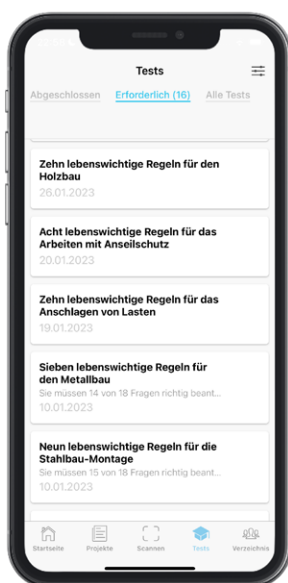 Tests
Abgeschlossen Erforderlich (16) Alle Tests
Zehn lebenswichtige Regeln für den
Holzbau
26.01.2023
Acht lebenswichtige Regeln für das
Arbeiten mit Anseilschutz
20.01.2023
Zehn lebenswichtige Regeln für das
Anschlagen von Lasten
19.01.2023
Sieben lebenswichtige Regeln für
den Metallbau
Sie müssen 14 von 18 Fragen richtig beant...
10.01.2023
Neun lebenswichtige Regeln für die
Stahlbau-Montage
Sie müssen 15 von 18 Fragen richtig beant...
10.01.2023
Startseite Projekte Scannen Tests Verzeichnis